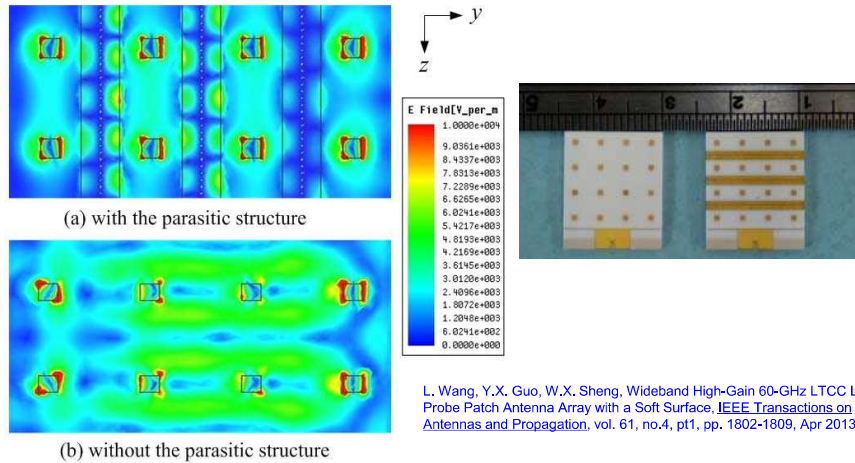 y
z
E Field[V_per_m
1.0000e+004
9.0361e+003
8.4337e+003
7.8313e+003
7.2289e+003
6.6265e+003
6.0241e+003
5.4217e+003
4.8193e+003
4.2169e+003
3.6145e+003
3.0120e+003
2.4096e+003
1.8072e+003
1.2048e+003
6.0241e+002
0.0000e+000
(a) with the parasitic structure
(b) without the parasitic structure
5 4 3 2 1
L. Wang, Y.X. Guo, W.X. Sheng, Wideband High-Gain 60-GHz LTCC L
Probe Patch Antenna Array with a Soft Surface, IEEE Transactions on
Antennas and Propagation, vol. 61, no.4, pt1, pp. 1802-1809, Apr 2013